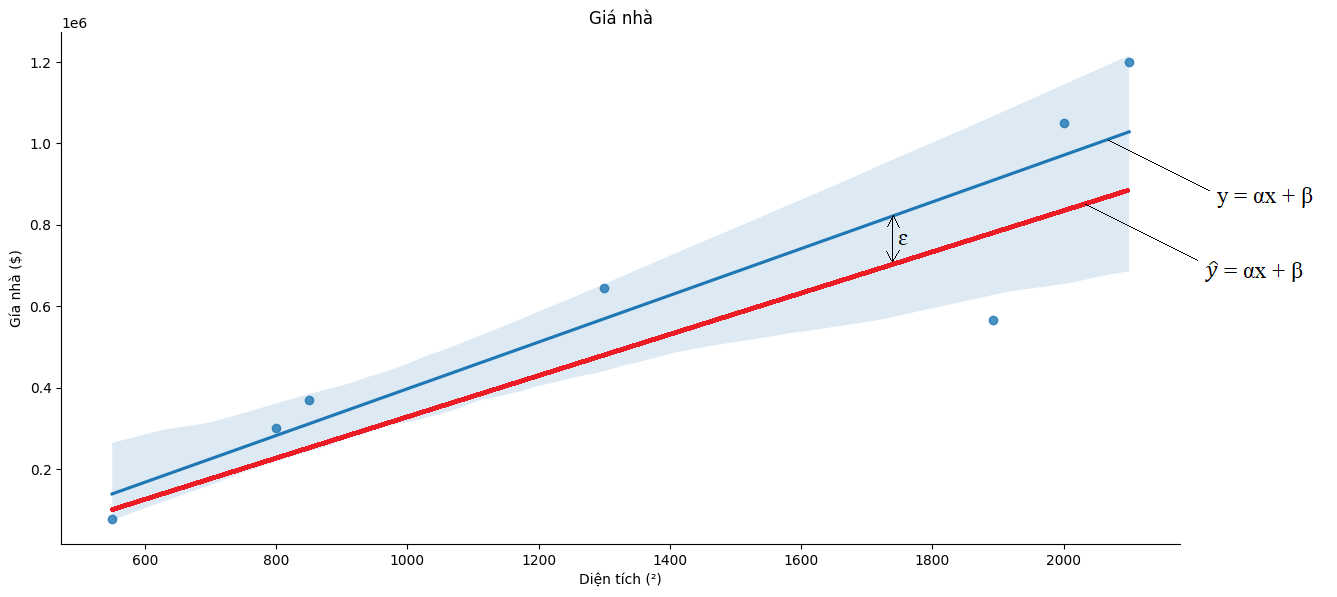 Giá nhà
1e6
1.2
1.0
0.8
0.6
0.4
0.2
Gía nhà ($)
600
800
1000
1200
1400
1600
1800
2000
Diện tích (²)
ε
y = αx + β
ŷ = αx + β